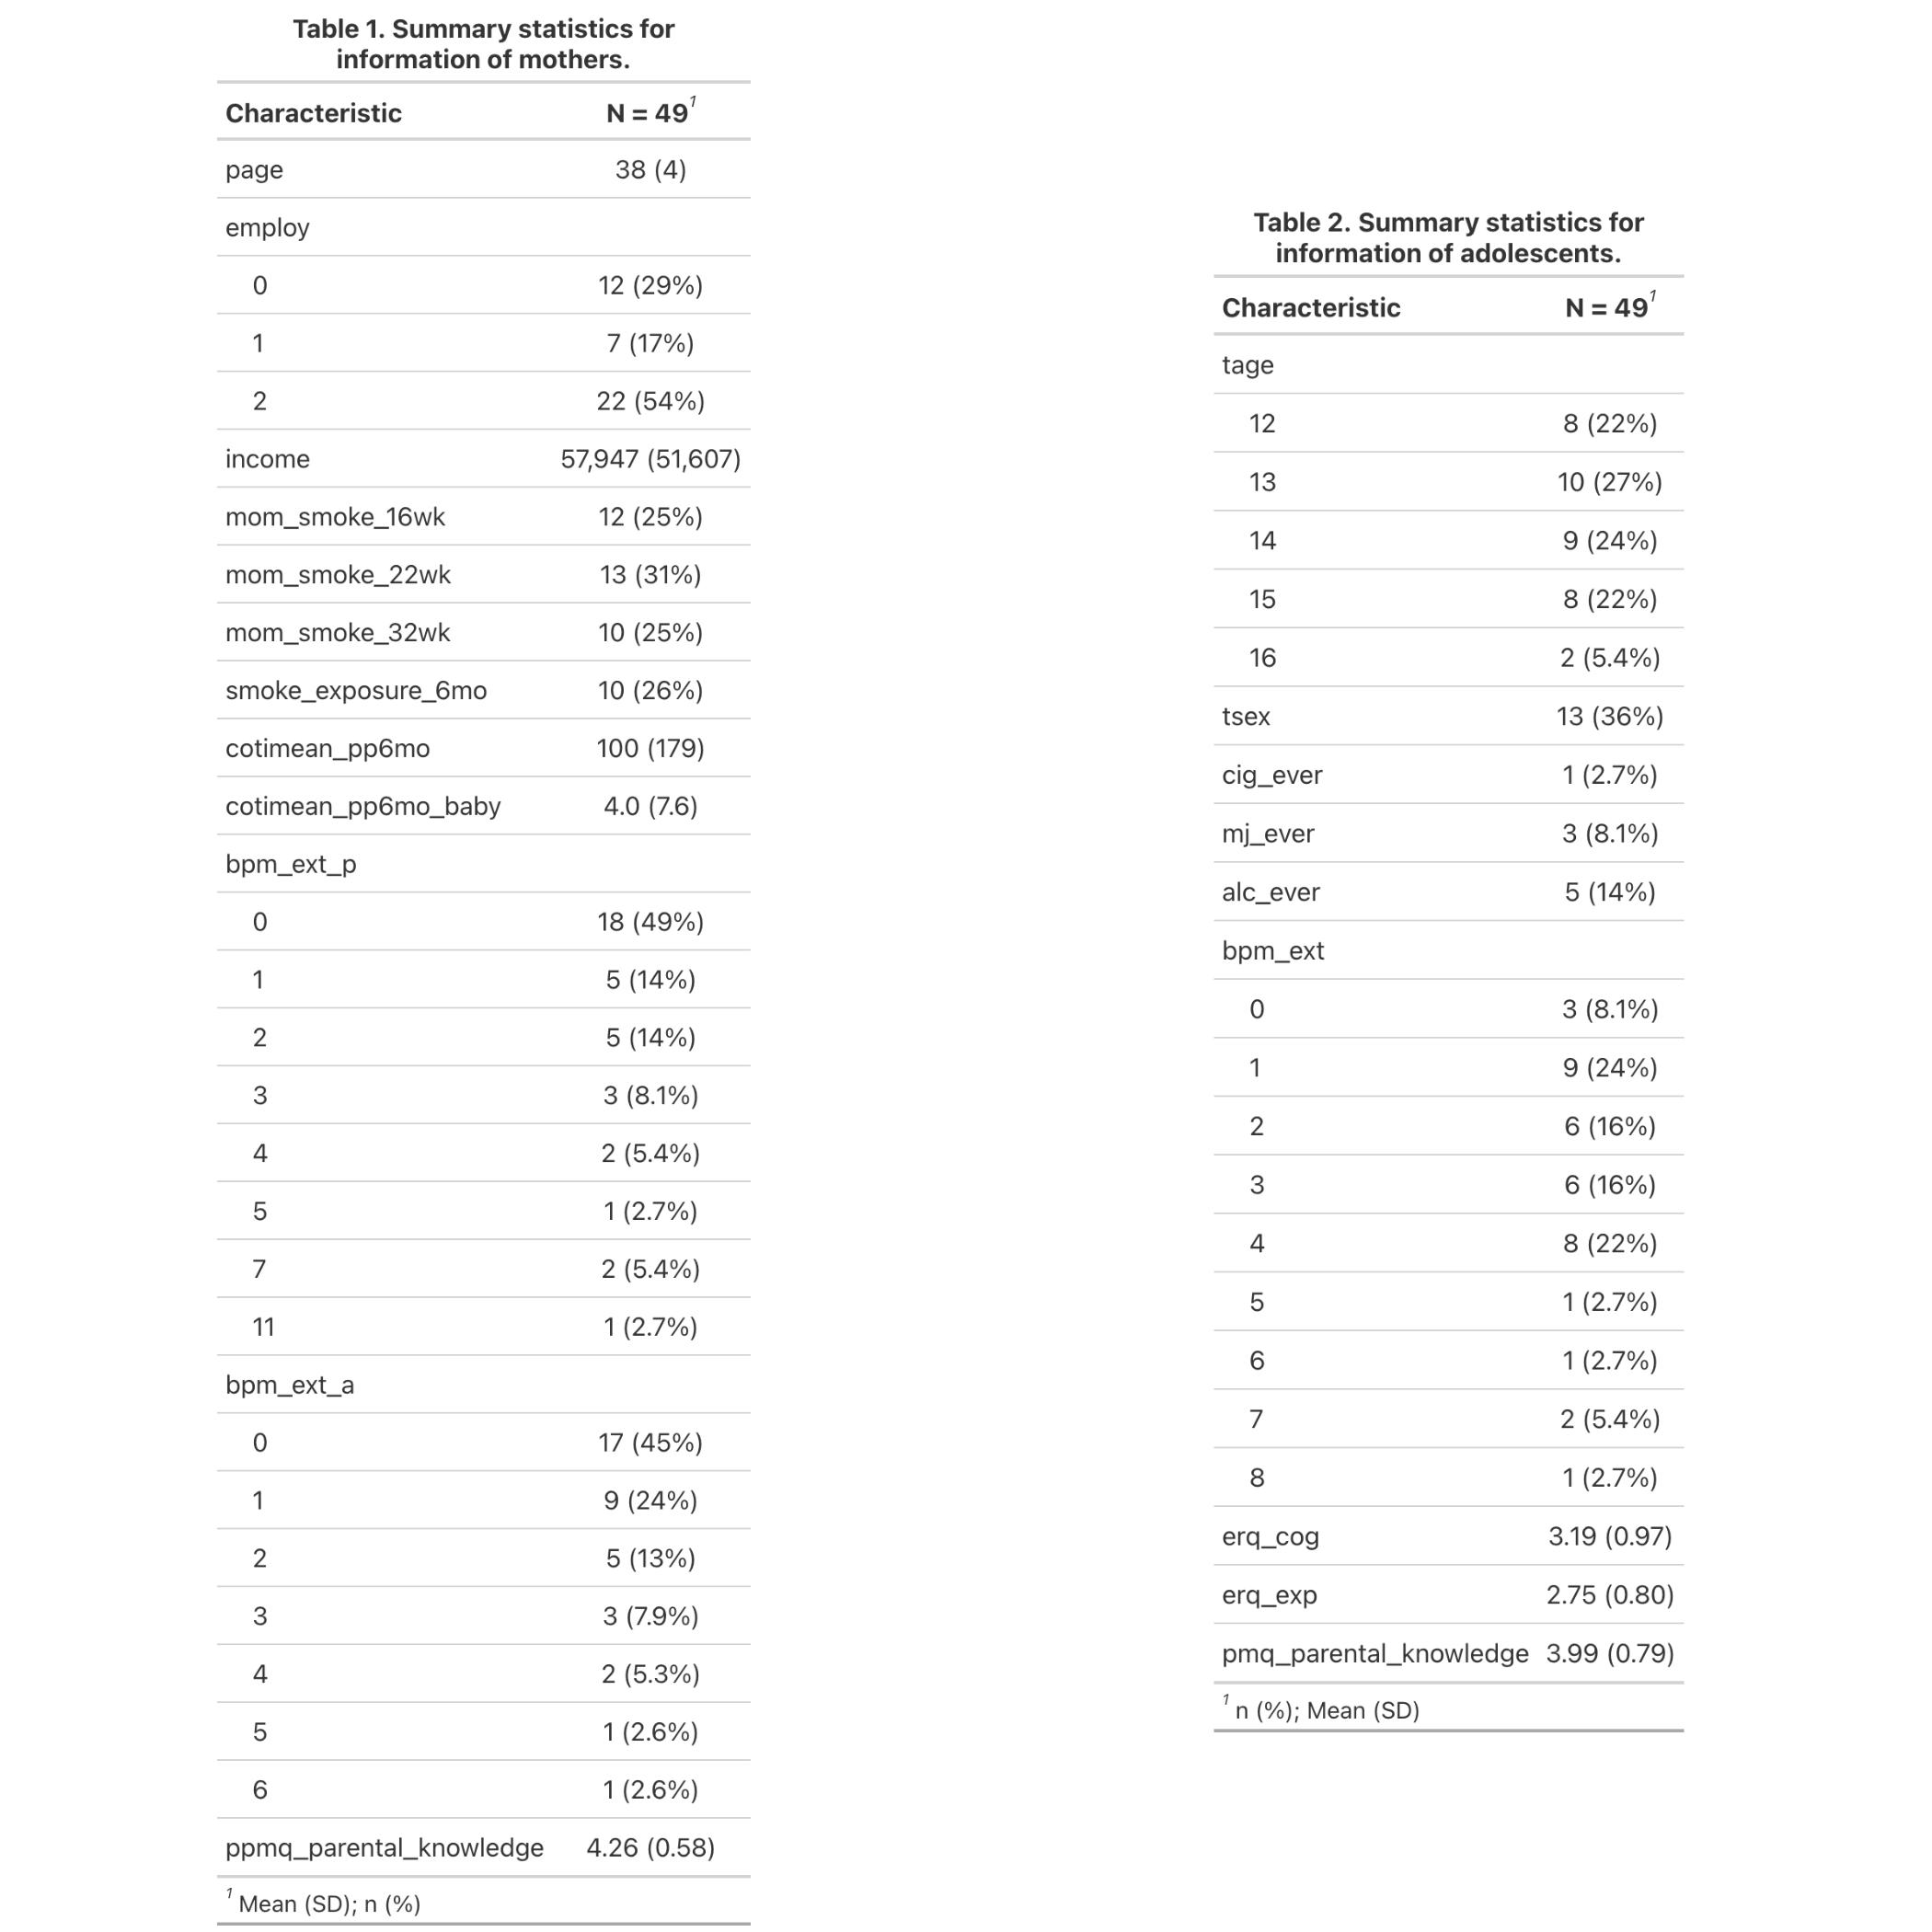 Table 1. Summary statistics for
information of mothers.
Characteristic N = 49¹
page 38 (4)
employ
0 12 (29%)
1 7 (17%)
2 22 (54%)
income 57,947 (51,607)
mom_smoke_16wk 12 (25%)
mom_smoke_22wk 13 (31%)
mom_smoke_32wk 10 (25%)
smoke_exposure_6mo 10 (26%)
cotimean_pp6mo 100 (179)
cotimean_pp6mo_baby 4.0 (7.6)
bpm_ext_p
0 18 (49%)
1 5 (14%)
2 5 (14%)
3 3 (8.1%)
4 2 (5.4%)
5 1 (2.7%)
7 2 (5.4%)
11 1 (2.7%)
bpm_ext_a
0 17 (45%)
1 9 (24%)
2 5 (13%)
3 3 (7.9%)
4 2 (5.3%)
5 1 (2.6%)
6 1 (2.6%)
ppmq_parental_knowledge 4.26 (0.58)
¹ Mean (SD); n (%)
Table 2. Summary statistics for
information of adolescents.
Characteristic N = 49¹
tage
12 8 (22%)
13 10 (27%)
14 9 (24%)
15 8 (22%)
16 2 (5.4%)
tsex 13 (36%)
cig_ever 1 (2.7%)
mj_ever 3 (8.1%)
alc_ever 5 (14%)
bpm_ext
0 3 (8.1%)
1 9 (24%)
2 6 (16%)
3 6 (16%)
4 8 (22%)
5 1 (2.7%)
6 1 (2.7%)
7 2 (5.4%)
8 1 (2.7%)
erq_cog 3.19 (0.97)
erq_exp 2.75 (0.80)
pmq_parental_knowledge 3.99 (0.79)
¹ n (%); Mean (SD)